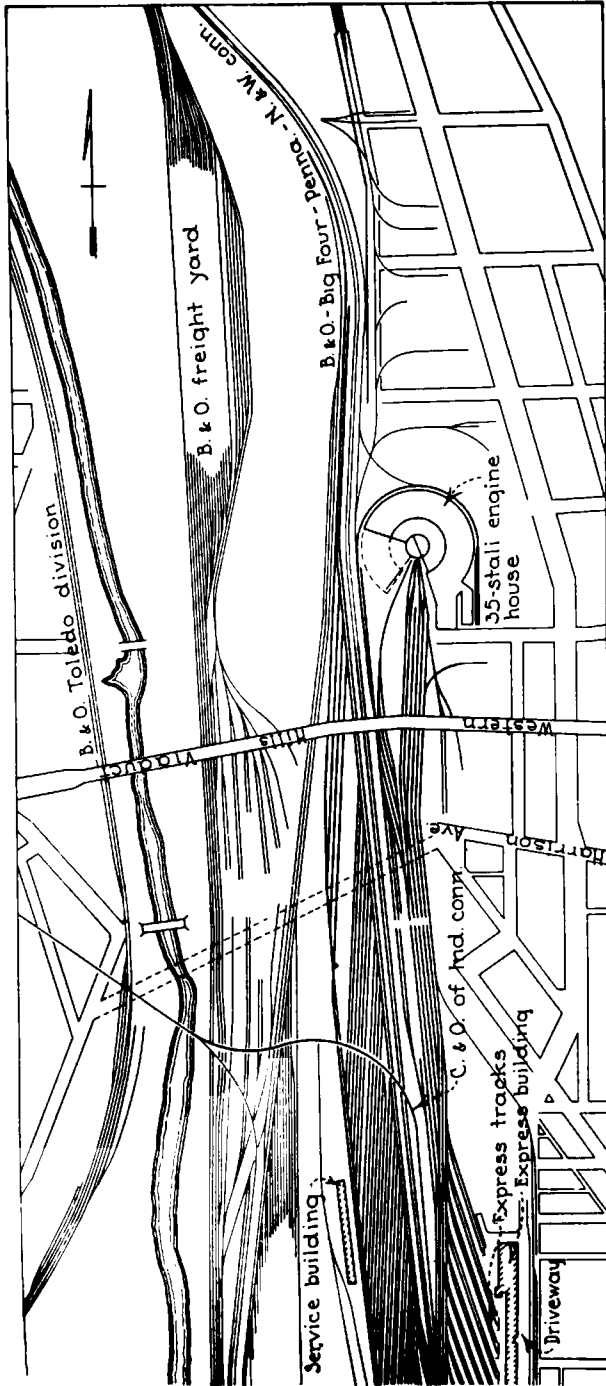 B. & O. Toledo division
B. & O. freight yard
B. & O. - Big Four - Penna. - N. & W. conn.
35-stall engine
house
Western
Hills
Viaduct
Harrison
Ave
C. & O. of Ind. conn.
Service building
Express tracks
Express building
Driveway